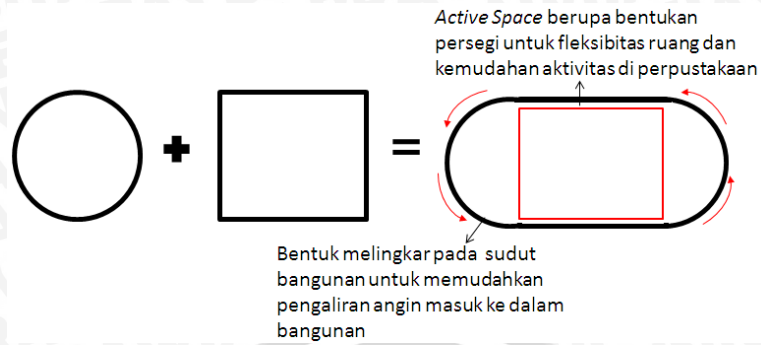 Active Space berupa bentukan
persegi untuk fleksibitas ruang dan
kemudahan aktivitas di perpustakaan
Bentuk melingkar pada sudut
bangunan untuk memudahkan
pengaliran angin masuk ke dalam
bangunan